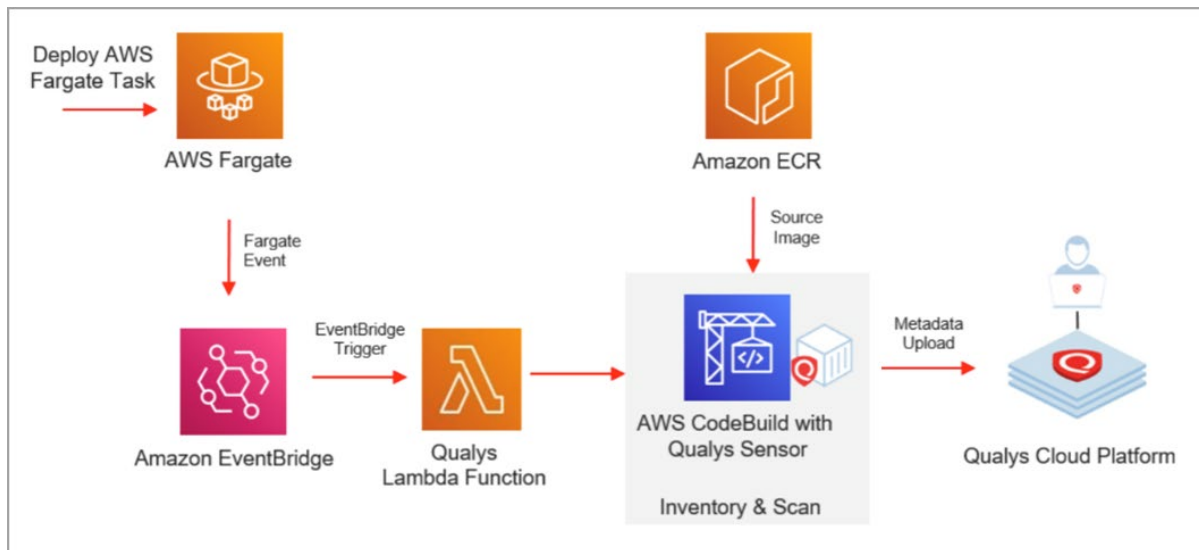 Deploy AWS
Fargate Task
AWS Fargate
Amazon ECR
Fargate
Event
Source
Image
EventBridge
Trigger
</>
Metadata
Upload
Amazon EventBridge
Qualys
Lambda Function
AWS CodeBuild with
Qualys Sensor
Inventory & Scan
Qualys Cloud Platform